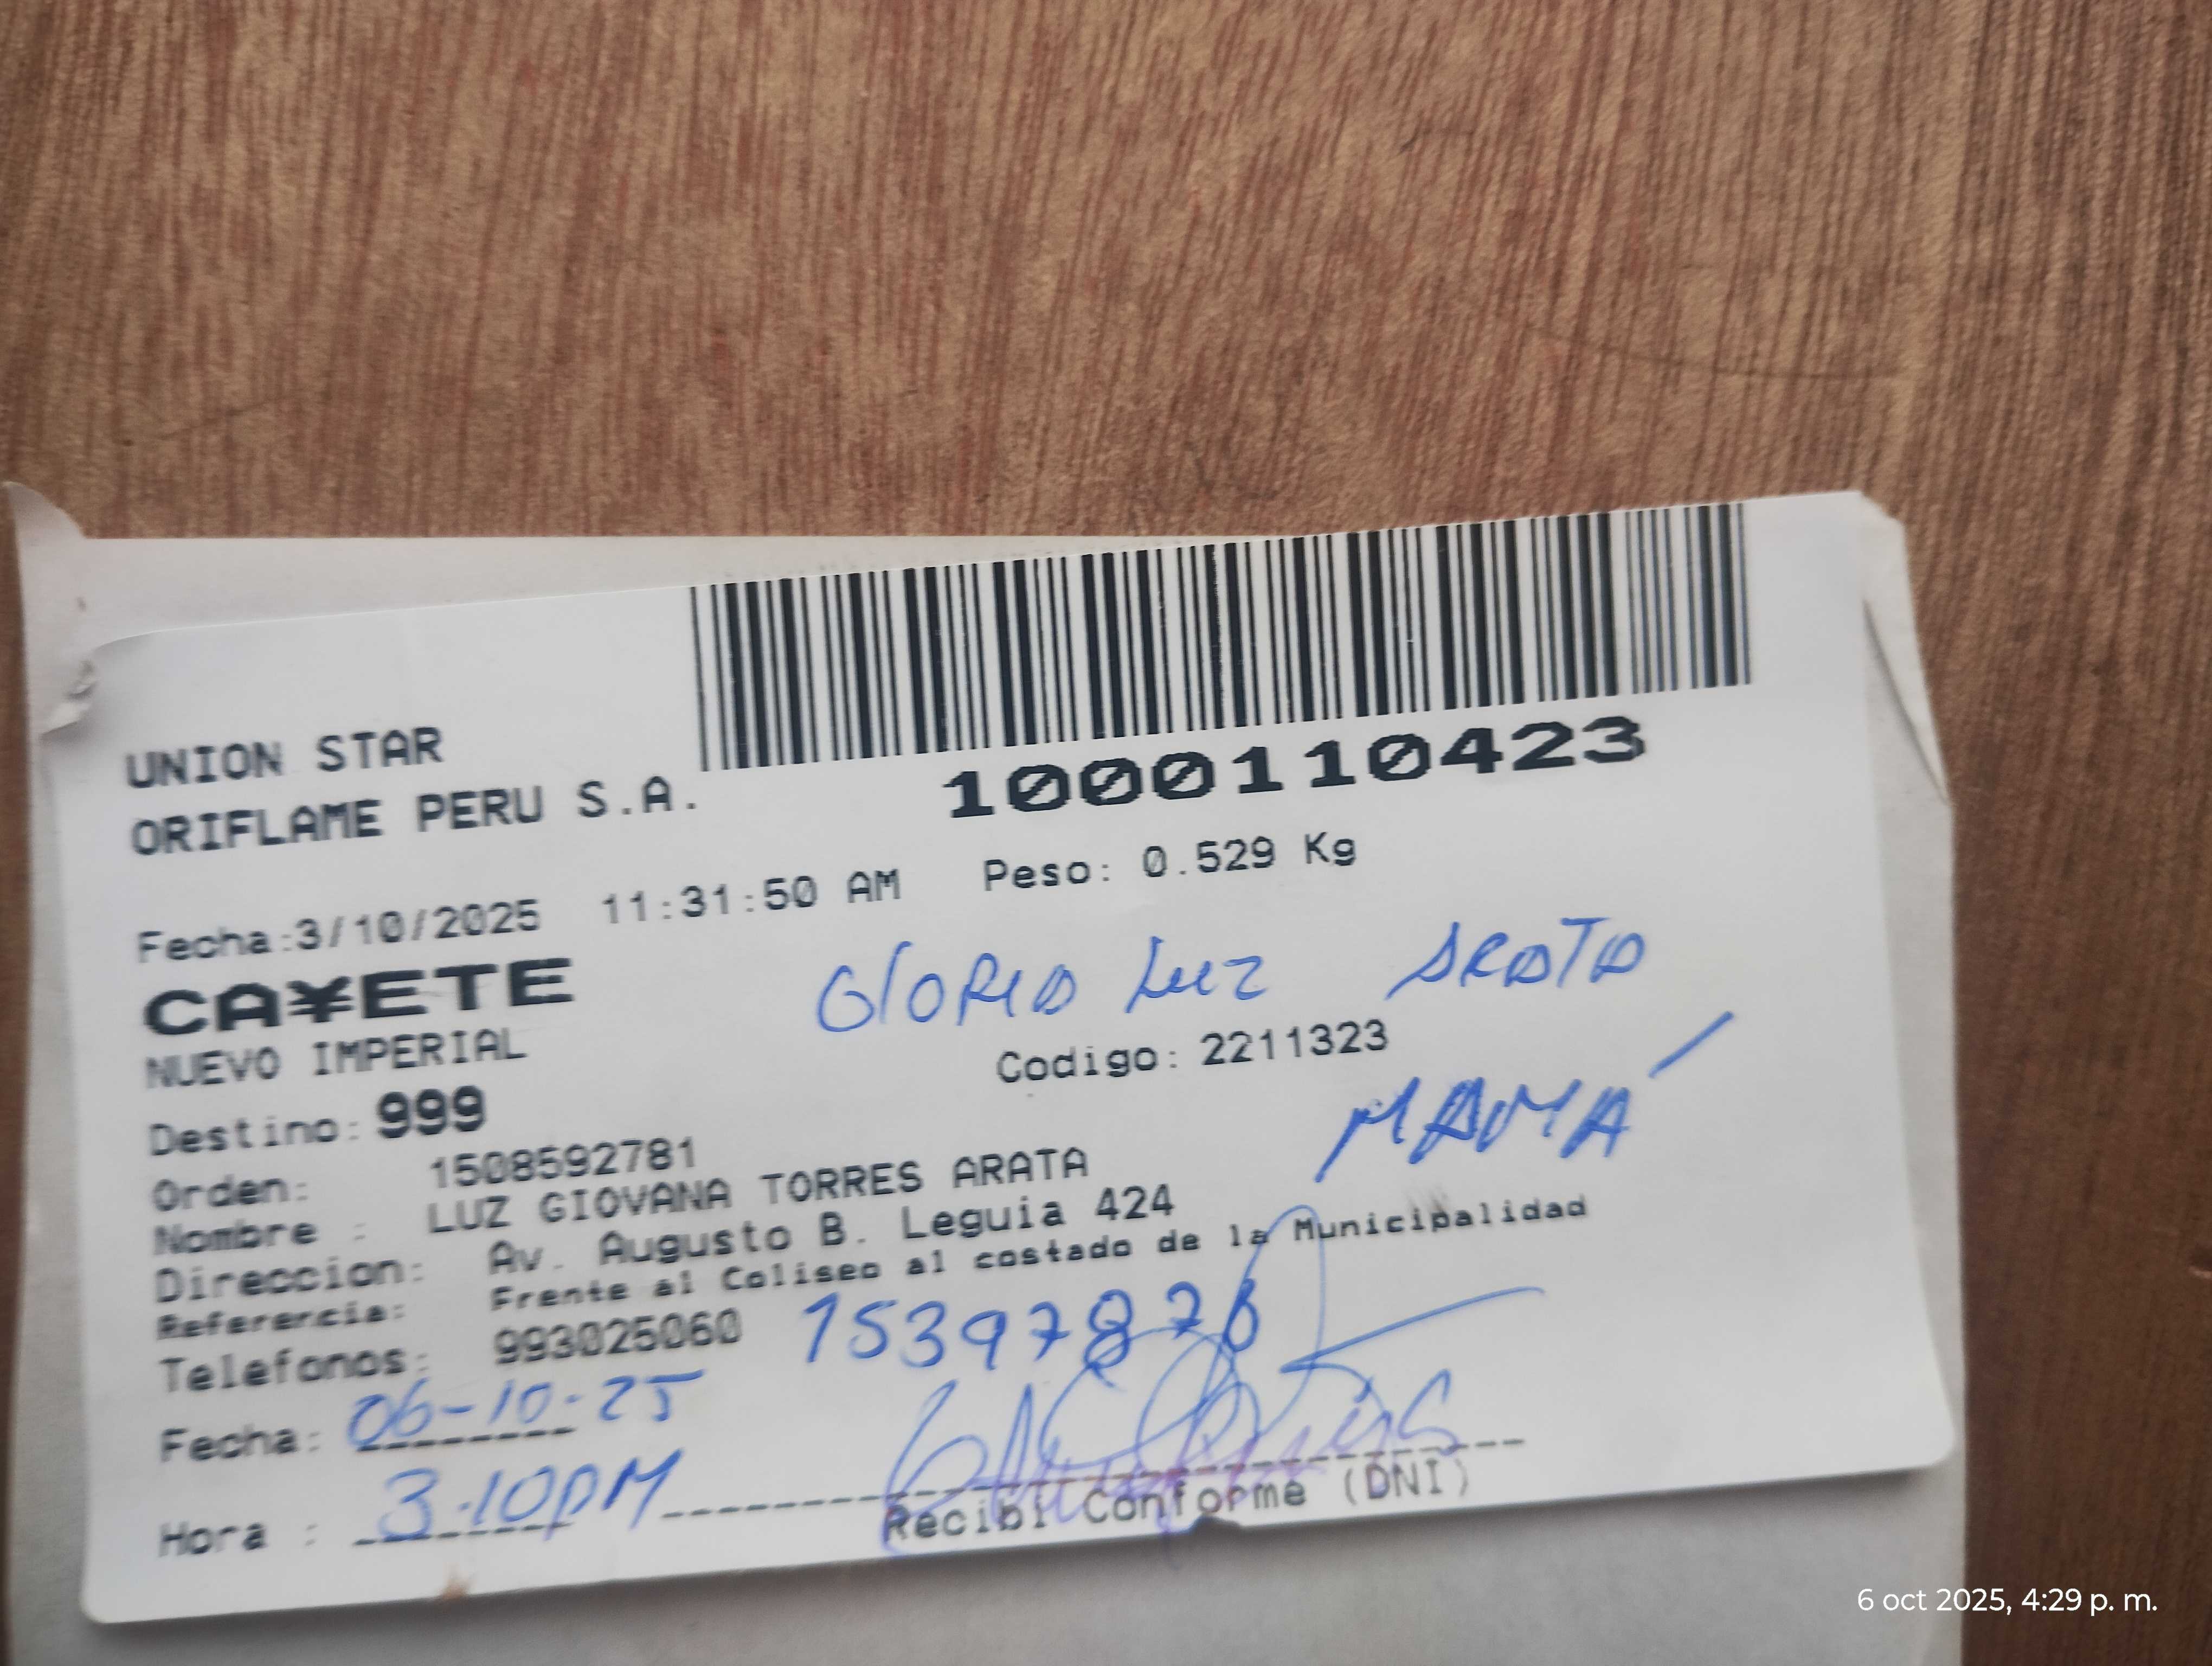 UNION STAR
ORIFLAME PERU S.A.
1000110423
Fecha:3/10/2025 11:31:50 AM Peso: 0.529 Kg
CA¥ETE
GlORIA LUZ ARATA
NUEVO IMPERIAL
Codigo: 2211323
Destino: 999
MAMÁ
Orden: 1508592781
Nombre : LUZ GIOVANA TORRES ARATA
Direccion: Av. Augusto B. Leguia 424
Referencia: Frente al Coliseo al costado de la Municipalidad
Telefonos: 993025060 15397876
Fecha: 06-10-25
Hora : 3.10PM
Recibi Conforme (DNI)
6 oct 2025, 4:29 p. m.